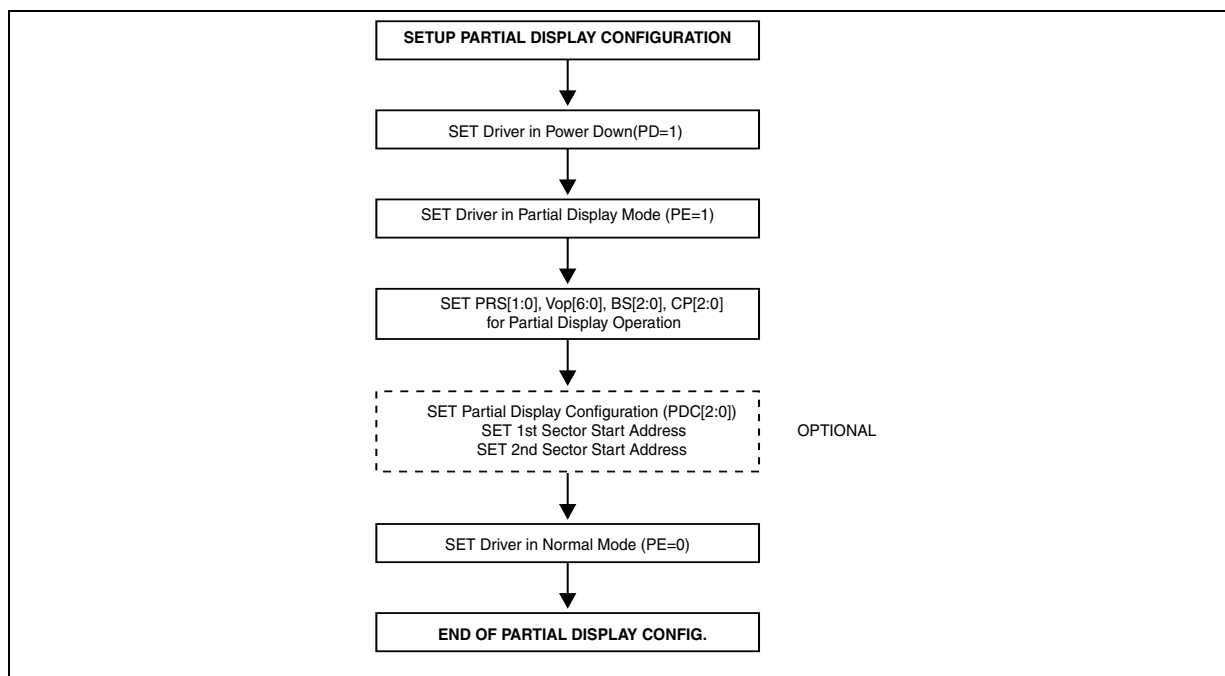 SETUP PARTIAL DISPLAY CONFIGURATION
SET Driver in Power Down(PD=1)
SET Driver in Partial Display Mode (PE=1)
SET PRS[1:0], Vop[6:0], BS[2:0], CP[2:0]
for Partial Display Operation
SET Partial Display Configuration (PDC[2:0])
SET 1st Sector Start Address
SET 2nd Sector Start Address
OPTIONAL
SET Driver in Normal Mode (PE=0)
END OF PARTIAL DISPLAY CONFIG.